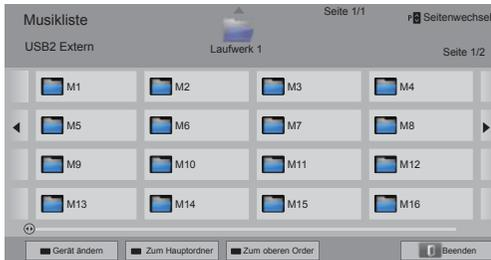 Musikliste
Seite 1/1
P Seitenwechsel
USB2 Extern
Laufwerk 1
Seite 1/2
M1 M2 M3 M4
M5 M6 M7 M8
M9 M10 M11 M12
M13 M14 M15 M16
Gerät ändern Zum Hauptordner Zum oberen Order Beenden